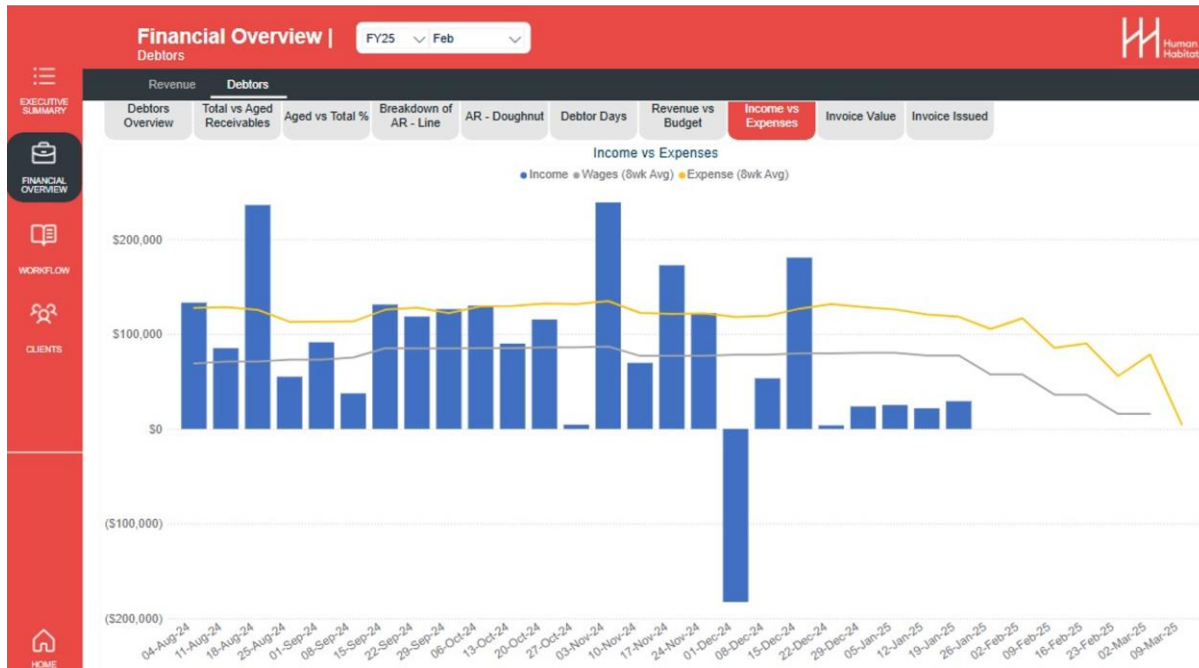 Financial Overview |
Debtors
FY25
Feb
Human
Habitat
Revenue
Debtors
EXECUTIVE
SUMMARY
FINANCIAL
OVERVIEW
WORKFLOW
CLIENTS
HOME
Debtors
Overview
Total vs Aged
Receivables
Aged vs Total %
Breakdown of
AR - Line
AR - Doughnut
Debtor Days
Revenue vs
Budget
Income vs
Expenses
Invoice Value
Invoice Issued
Income vs Expenses
Income
Wages (8wk Avg)
Expense (8wk Avg)
$200,000
$100,000
$0
($100,000)
($200,000)
04-Aug-24
11-Aug-24
18-Aug-24
25-Aug-24
01-Sep-24
08-Sep-24
15-Sep-24
22-Sep-24
29-Sep-24
06-Oct-24
13-Oct-24
20-Oct-24
27-Oct-24
03-Nov-24
10-Nov-24
17-Nov-24
24-Nov-24
01-Dec-24
08-Dec-24
15-Dec-24
22-Dec-24
29-Dec-24
05-Jan-25
12-Jan-25
19-Jan-25
26-Jan-25
02-Feb-25
09-Feb-25
16-Feb-25
23-Feb-25
02-Mar-25
09-Mar-25